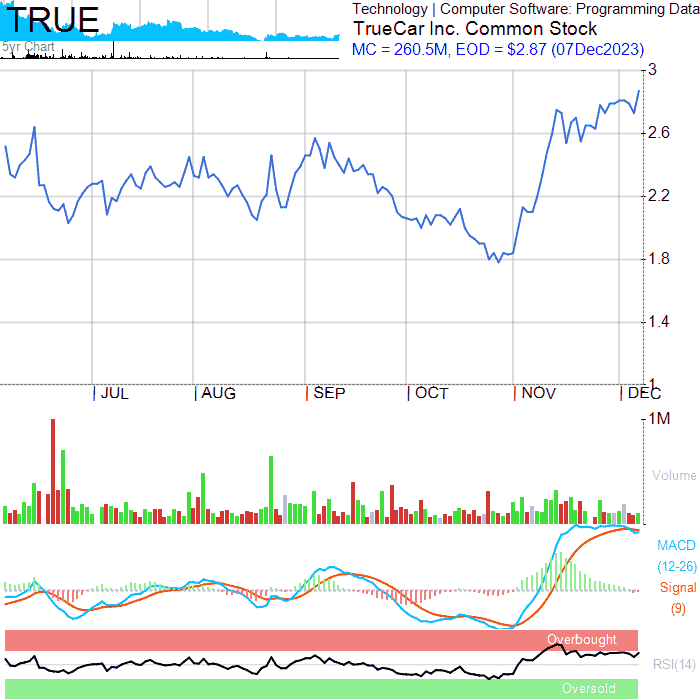 TRUE
5yr Chart
Technology | Computer Software: Programming Data
TrueCar Inc. Common Stock
MC = 260.5M, EOD = $2.87 (07Dec2023)
3
2.6
2.2
1.8
1.4
1
JUL AUG SEP OCT NOV DEC
1M
Volume
MACD
(12-26)
Signal
(9)
Overbought
RSI(14)
Oversold